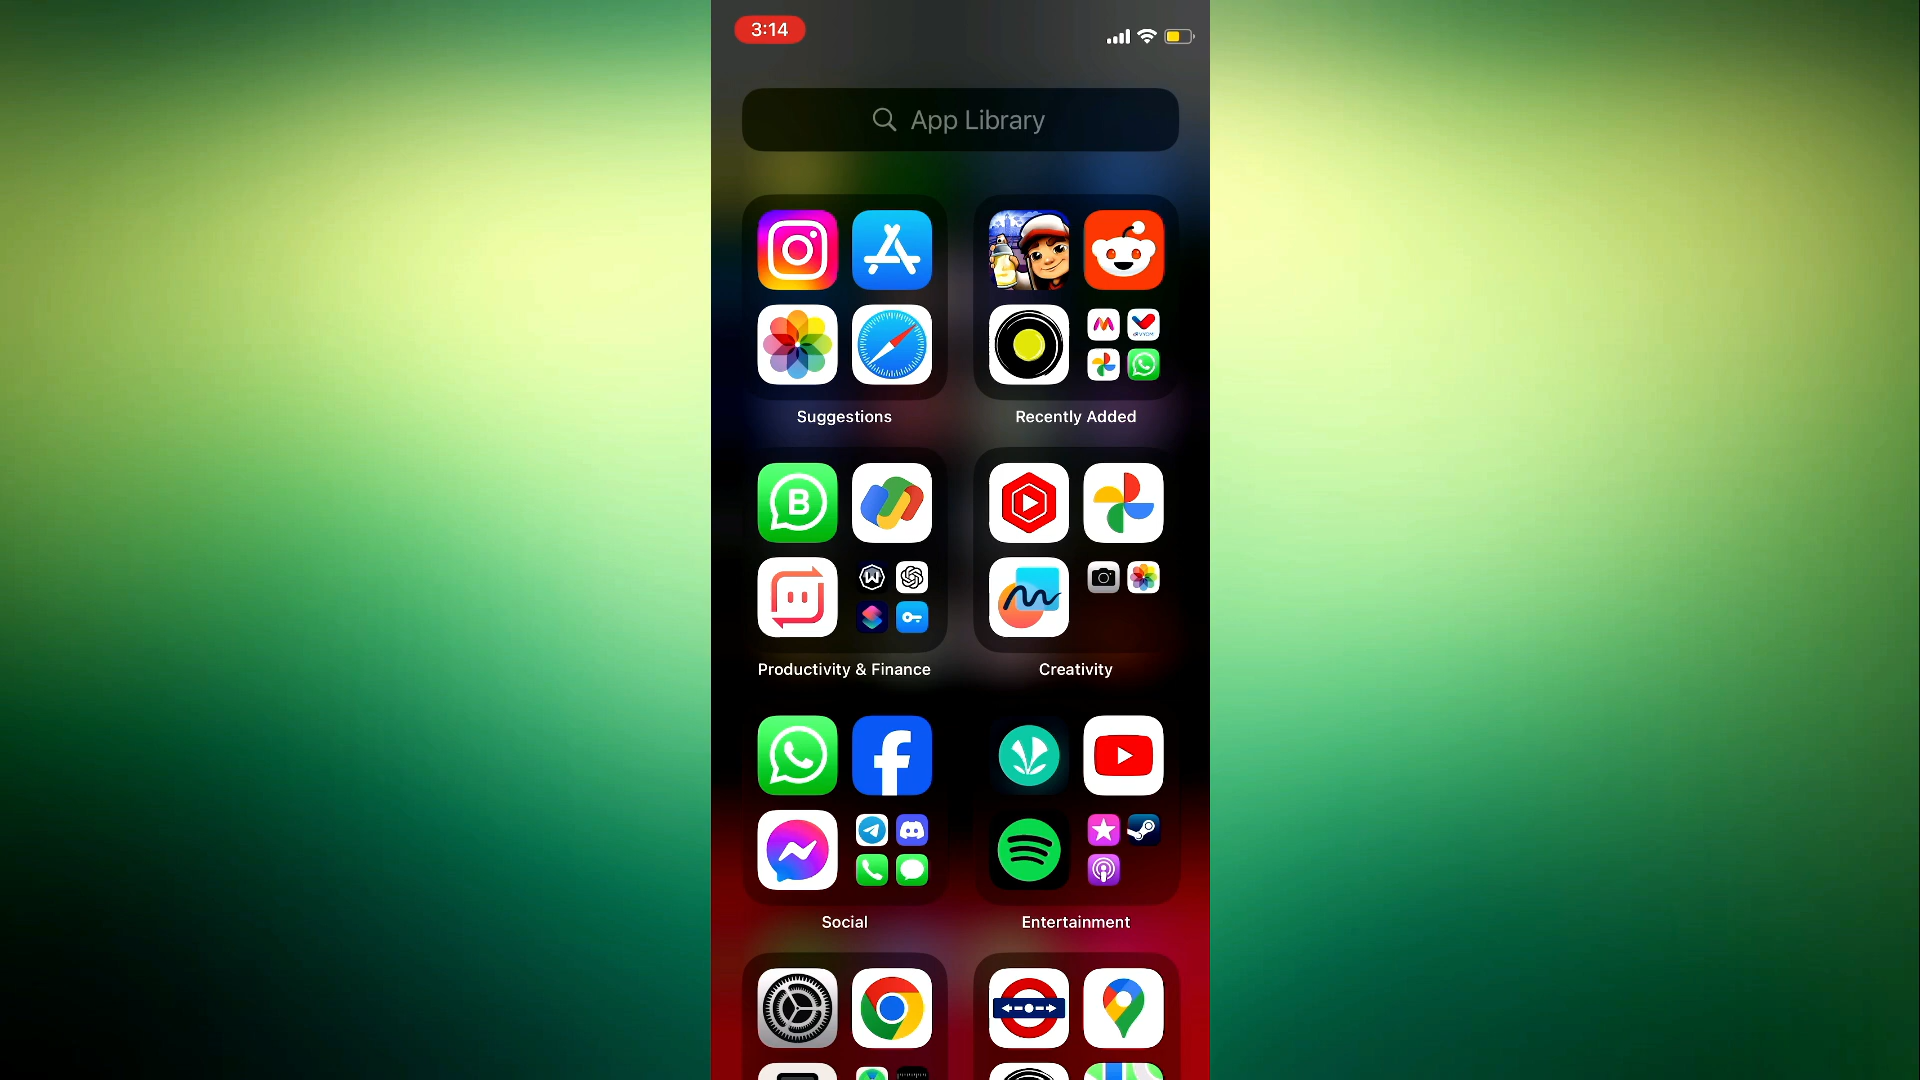 3:14
App Library
Suggestions
Recently Added
B
Productivity & Finance
Creativity
Social
Entertainment